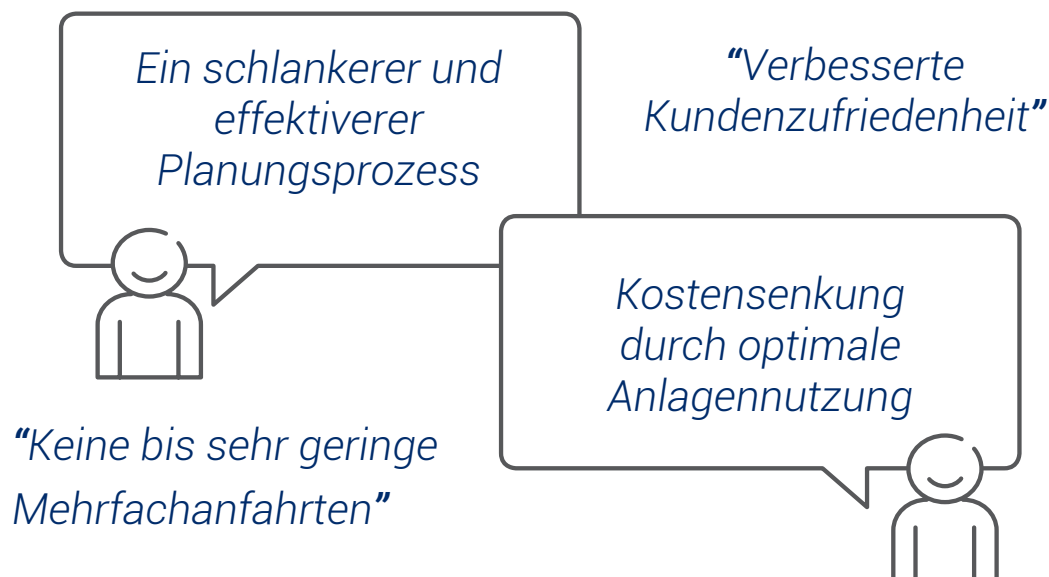 Ein schlankerer und
effektiverer
Planungsprozess
"Verbesserte
Kundenzufriedenheit"
Kostensenkung
durch optimale
Anlagennutzung
"Keine bis sehr geringe
Mehrfachanfahrten"